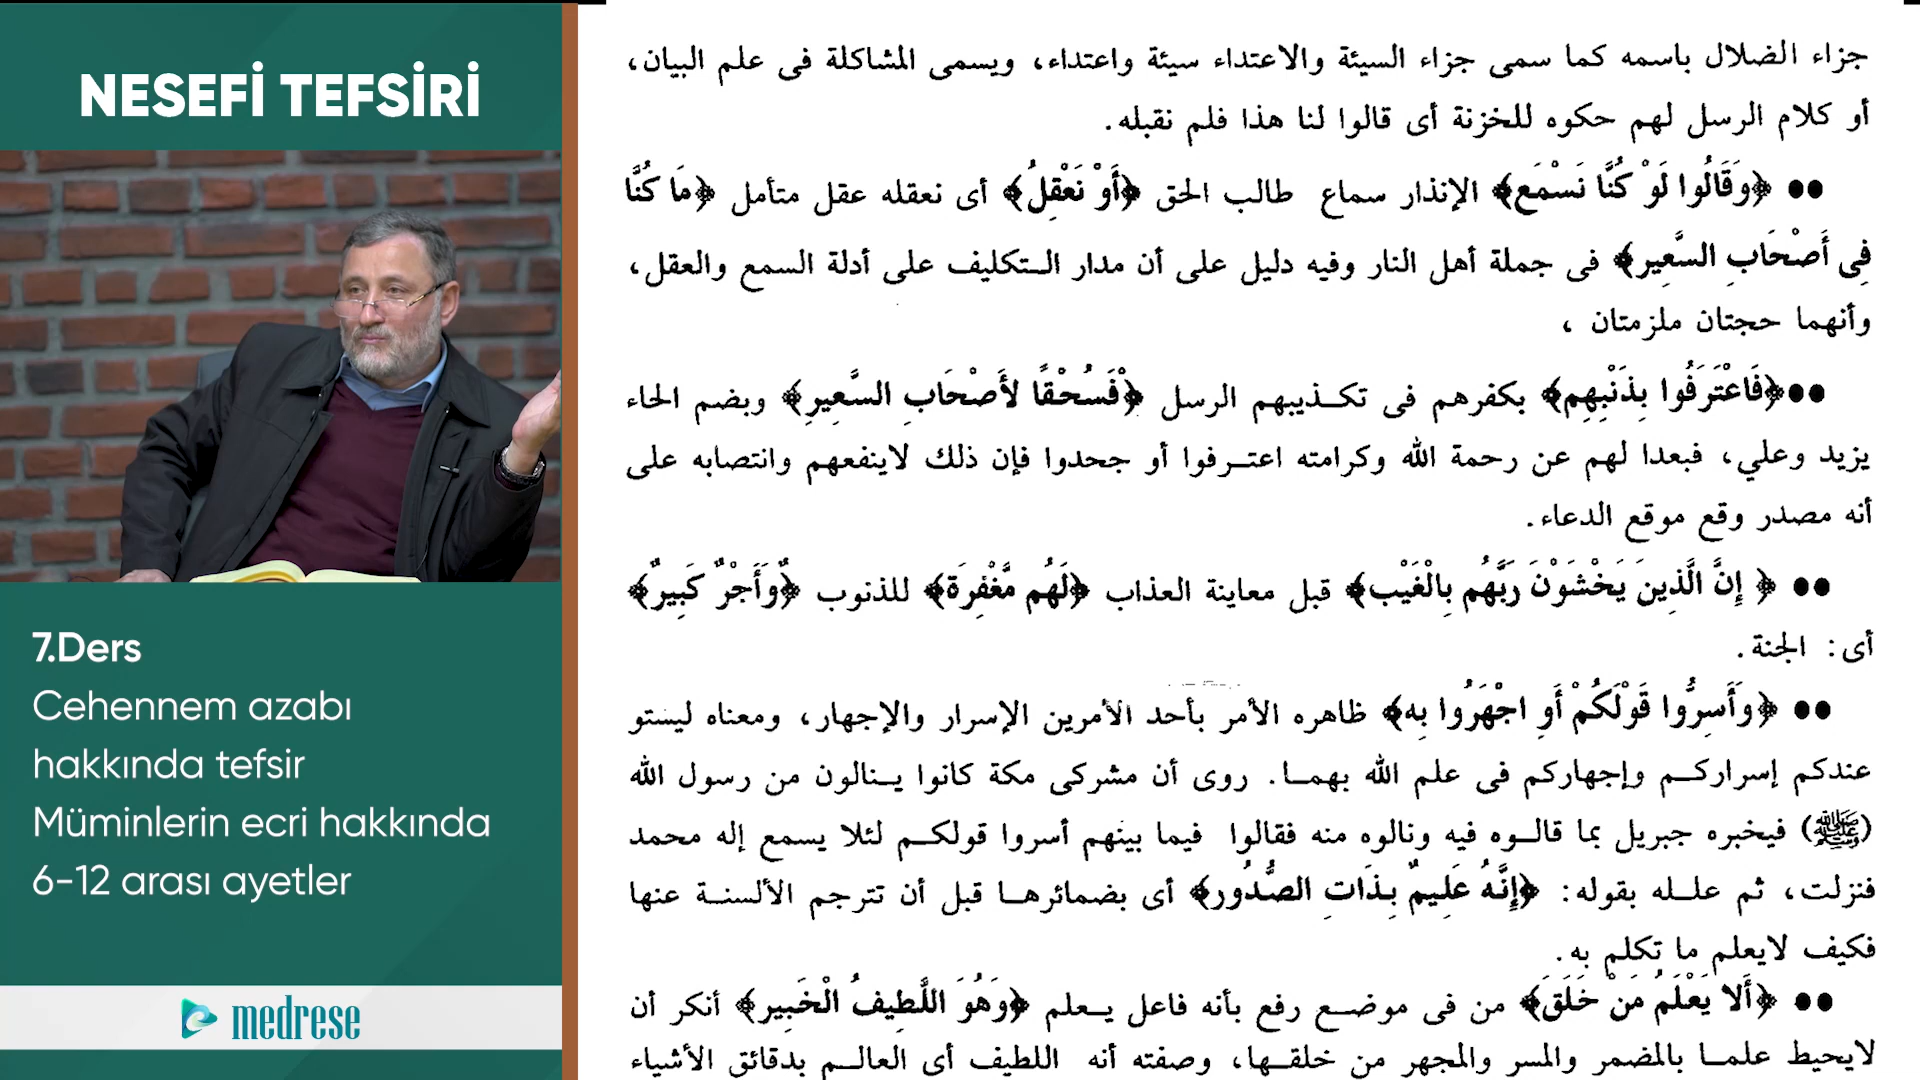 NESEFİ TEFSİRİ
7.Ders
Cehennem azabı
hakkında tefsir
Müminlerin ecri hakkında
6-12 arası ayetler
medrese
جزاء الضلال باسمه كما سمى جزاء السيئة والاعتداء سيئة واعتداء، ويسمى المشاكلة فى علم البيان،
أو كلام الرسل لهم حكوه للخزنة أى قالوا لنا هذا فلم نقبله.
●● ﴿وَقَالُوا لَوْ كُنَّا نَسْمَع﴾ الإنذار سماع طالب الحق ﴿أَوْ نَعْقِلُ﴾ أى نعقله عقل متأمل ﴿مَا كُنَّا
فِي أَصْحَابِ السَّعِير﴾ فى جملة أهل النار وفيه دليل على أن مدار التكليف على أدلة السمع والعقل،
وأنهما حجتان ملزمتان ،
●●﴿فَاعْتَرَفُوا بِذَنْبِهِم﴾ بكفرهم فى تكذيبهم الرسل ﴿فَسُحْقًا لأَصْحَابِ السَّعِيرِ﴾ وبضم الحاء
يزيد وعلي، فبعدا لهم عن رحمة الله وكرامته اعترفوا أو جحدوا فإن ذلك لاينفعهم وانتصابه على
أنه مصدر وقع موقع الدعاء.
●● ﴿ إِنَّ الَّذِينَ يَخْشَوْنَ رَبَّهُم بِالْغَيْب﴾ قبل معاينة العذاب ﴿لَهُم مَّغْفِرَة﴾ للذنوب ﴿وَأَجْرٌ كَبِيرٌ﴾
أى: الجنة.
●● ﴿وَأَسِرُّوا قَوْلَكُمْ أَوِ اجْهَرُوا بِه﴾ ظاهره الأمر بأحد الأمرين الإسرار والإجهار، ومعناه ليستو
عندكم إسراركم وإجهاركم فى علم الله بهما. روى أن مشركى مكة كانوا ينالون من رسول الله
(ﷺ) فيخبره جبريل بما قالوه فيه ونالوه منه فقالوا فيما بينهم أسروا قولكم لئلا يسمع إله محمد
فنزلت، ثم علله بقوله: ﴿إِنَّهُ عَلِيمٌ بِذَاتِ الصُّدُور﴾ أى بضمائرها قبل أن تترجم الألسنة عنها
فكيف لايعلم ما تكلم به.
●● ﴿أَلا يَعْلَمُ مَنْ خَلَقَ﴾ من فى موضع رفع بأنه فاعل يعلم ﴿وَهُوَ اللَّطِيفُ الْخَبِير﴾ أنكر أن
لايحيط علما بالمضمر والمسر والمجهر من خلقها، وصفته أنه اللطيف أى العالم بدقائق الأشياء